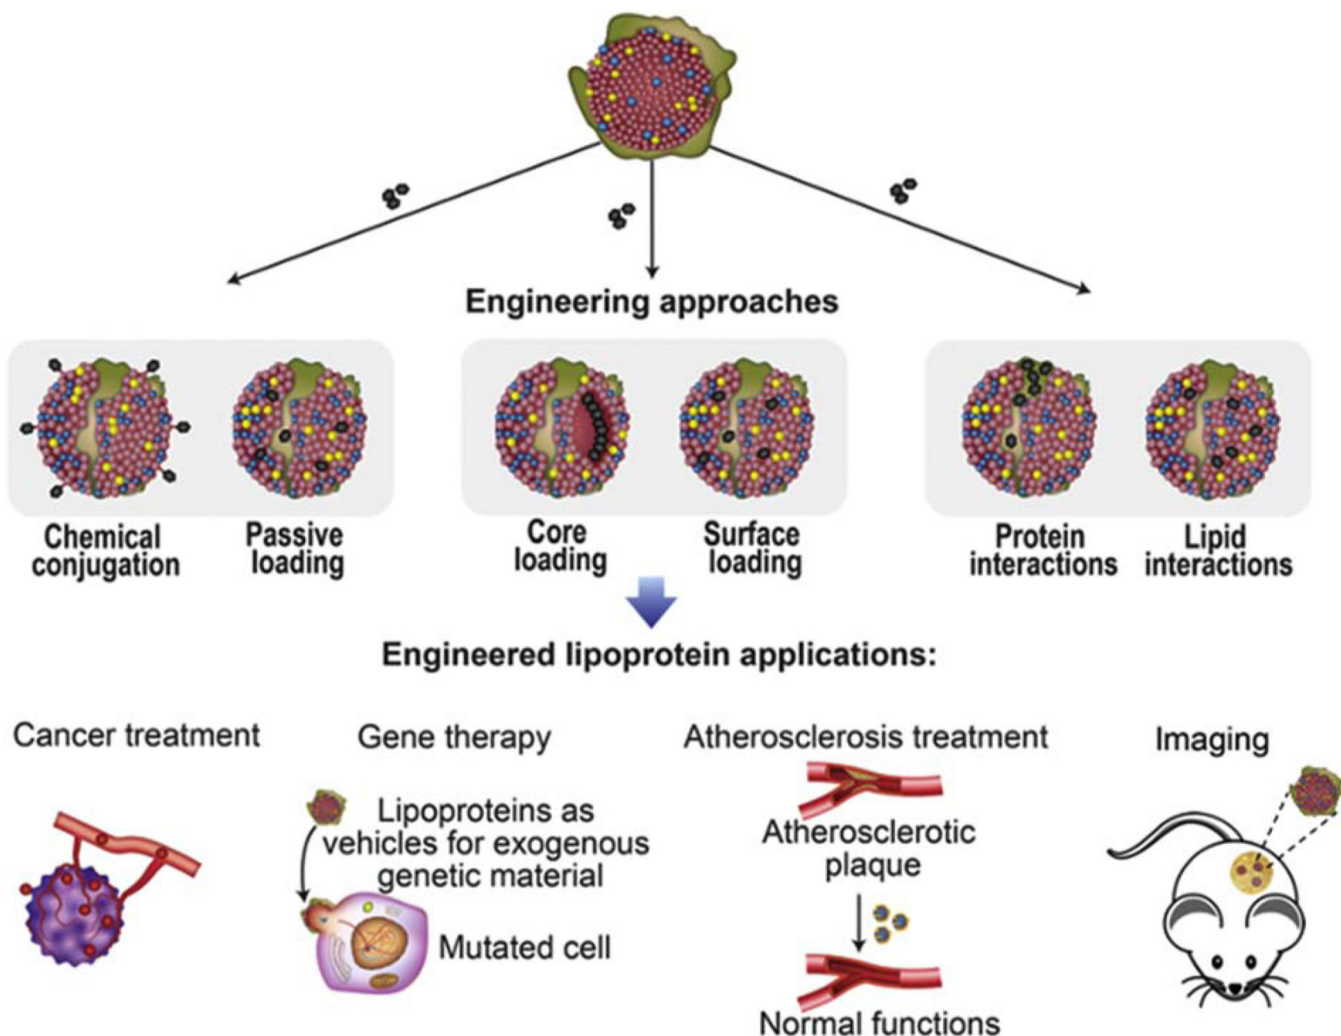 Engineering approaches
Chemical
conjugation
Passive
loading
Core
loading
Surface
loading
Protein
interactions
Lipid
interactions
Engineered lipoprotein applications:
Cancer treatment
Gene therapy
Lipoproteins as
vehicles for exogenous
genetic material
Mutated cell
Atherosclerosis treatment
Atherosclerotic
plaque
Normal functions
Imaging